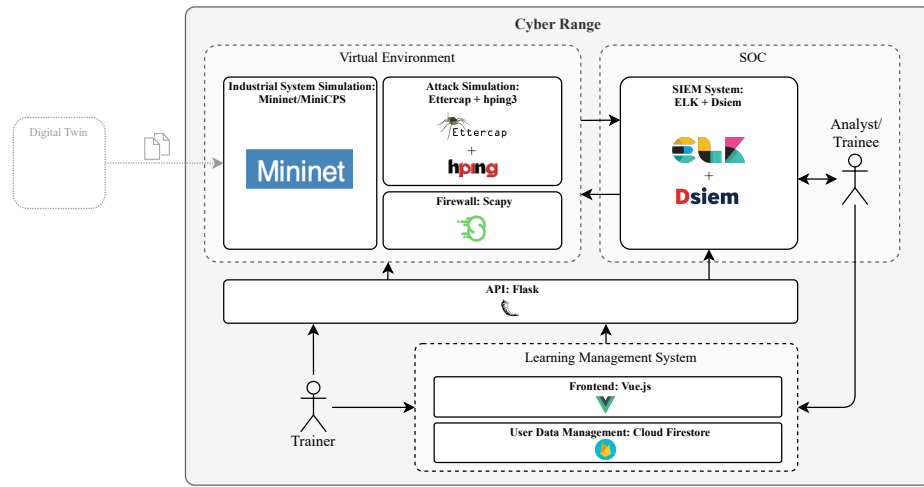 Cyber Range
Virtual Environment
SOC
Digital Twin
Industrial System Simulation:
Mininet/MiniCPS
Mininet
Attack Simulation:
Ettercap + hping3
Ettercap
+
hping
Firewall: Scapy
SIEM System:
ELK + Dsiem
ELK
+
Dsiem
Analyst/
Trainee
API: Flask
Learning Management System
Frontend: Vue.js
User Data Management: Cloud Firestore
Trainer